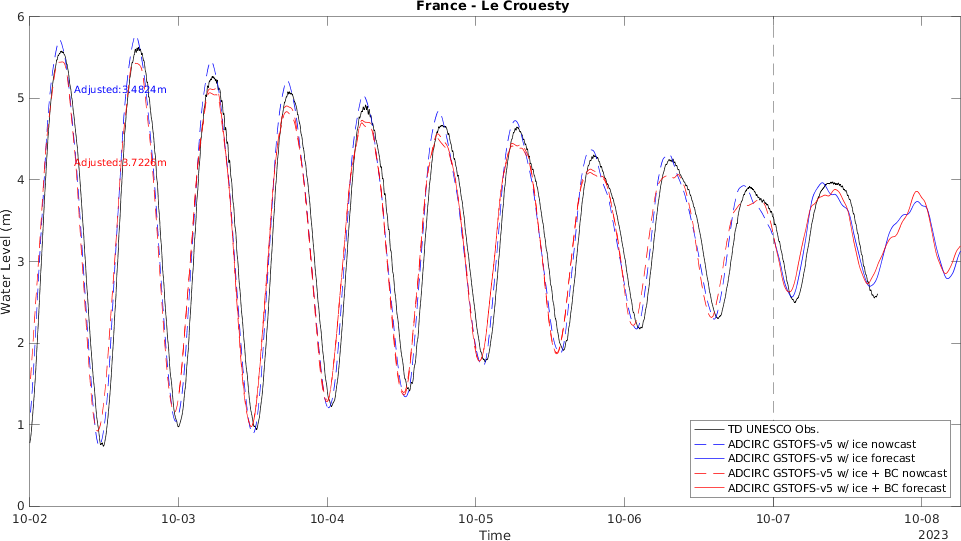 France - Le Crouesty
Water Level (m)
6
5
4
3
2
1
0
Adjusted:3.4824m
Adjusted:3.7226m
TD UNESCO Obs.
ADCIRC GSTOFS-v5 w/ ice nowcast
ADCIRC GSTOFS-v5 w/ ice forecast
ADCIRC GSTOFS-v5 w/ ice + BC nowcast
ADCIRC GSTOFS-v5 w/ ice + BC forecast
10-02 10-03 10-04 10-05 10-06 10-07 10-08
Time
2023